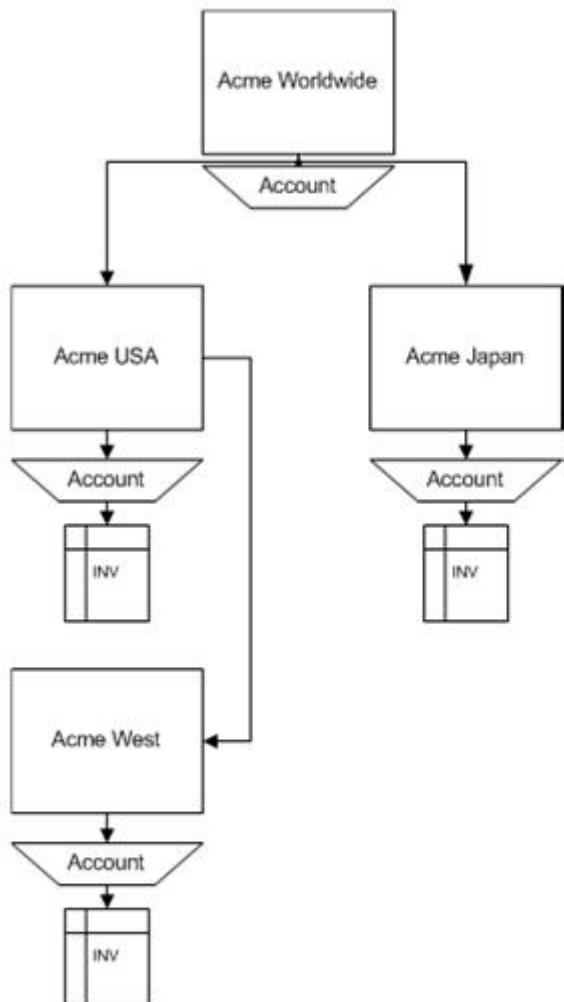 Acme Worldwide
Account
Acme USA
Acme Japan
Account
Account
INV
INV
Acme West
Account
INV